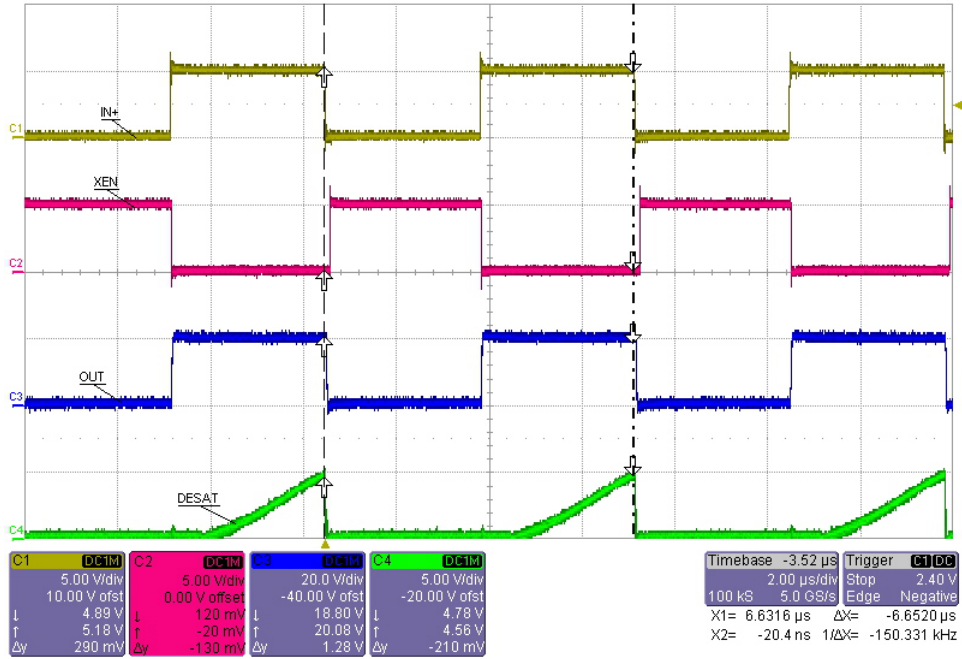 IN+
C1
XEN
C2
OUT
C3
DESAT
C4
C1 DC1M
5.00 V/div
10.00 V ofst
↓ 4.89 V
↑ 5.18 V
Δy 290 mV
C2 DC1M
5.00 V/div
0.00 V offset
↓ 120 mV
↑ -20 mV
Δy -130 mV
C3 DC1M
20.0 V/div
-40.00 V ofst
↓ 18.80 V
↑ 20.08 V
Δy 1.28 V
C4 DC1M
5.00 V/div
-20.00 V ofst
↓ 4.78 V
↑ 4.56 V
Δy -210 mV
Timebase -3.52 µs
2.00 µs/div
100 kS 5.0 GS/s
Trigger C1 DC
Stop 2.40 V
Edge Negative
X1= 6.6316 µs ΔX= -6.6520 µs
X2= -20.4 ns 1/ΔX= -150.331 kHz